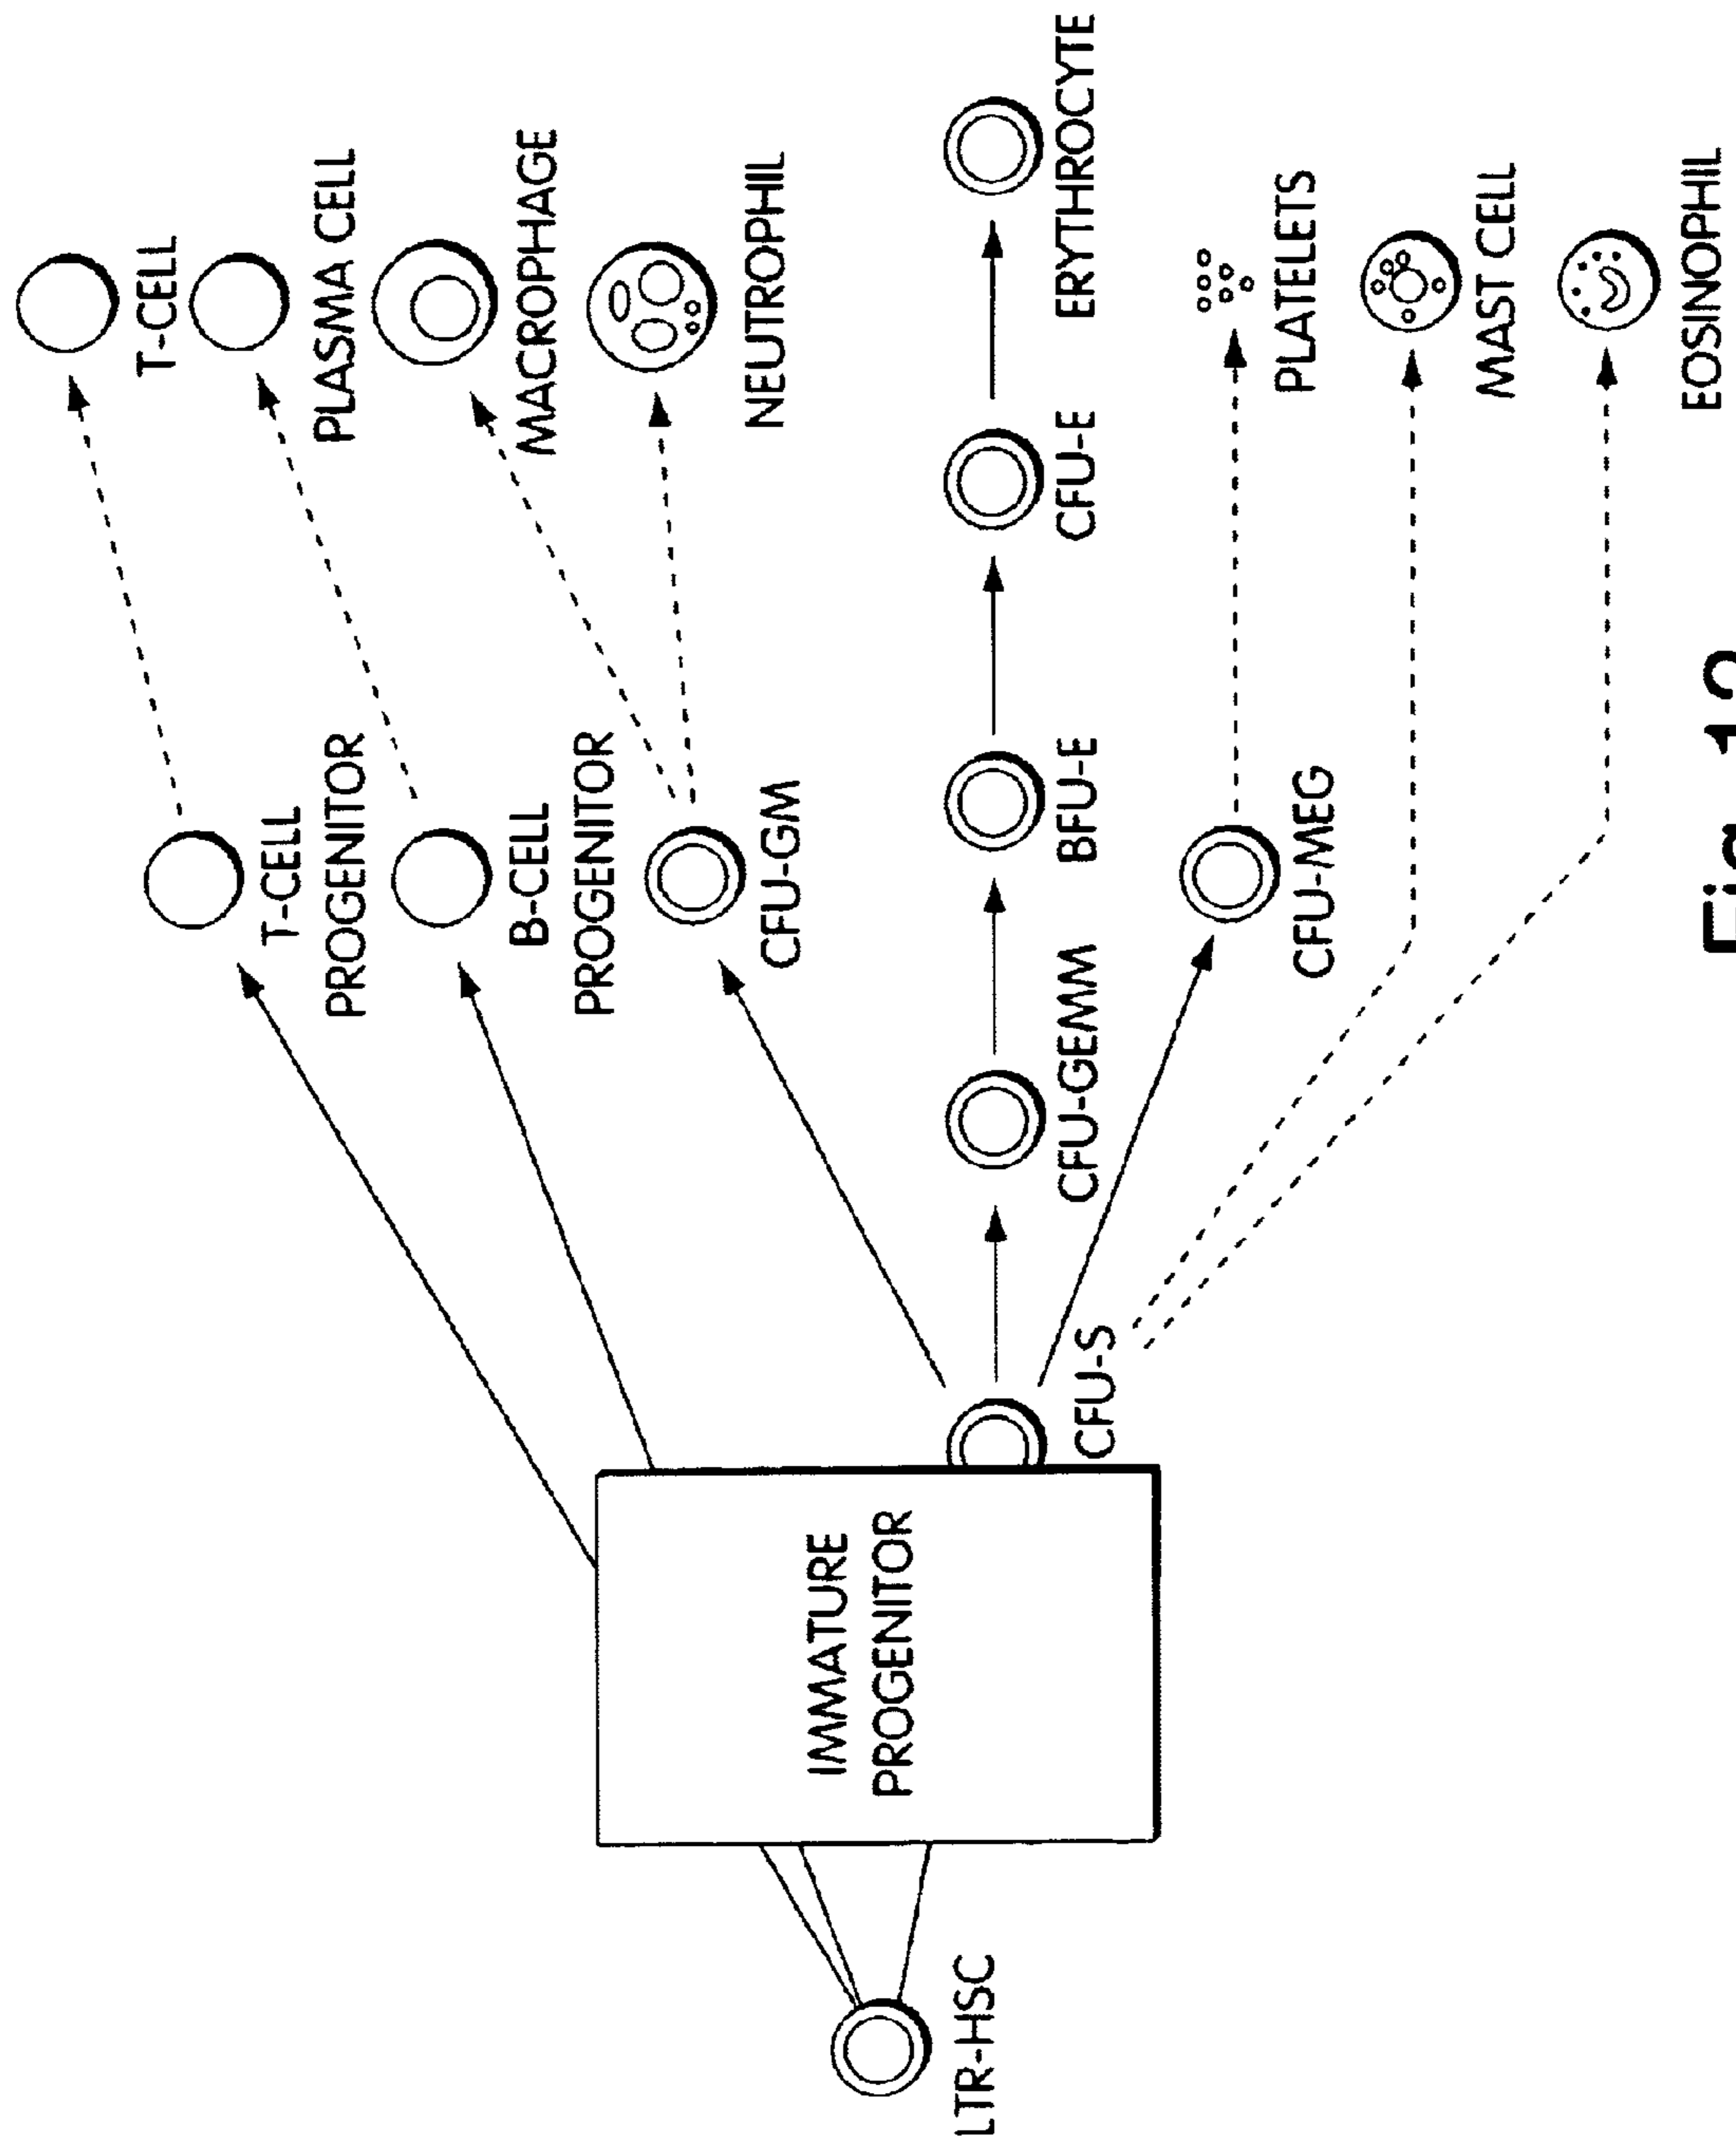 LTR-HSC
IMMATURE
PROGENITOR
CFU-S
T-CELL
PROGENITOR
B-CELL
PROGENITOR
CFU-GM
CFU-GEMM
BFU-E
CFU-E
ERYTHROCYTE
CFU-MEG
T-CELL
PLASMA CELL
MACROPHAGE
NEUTROPHIL
PLATELETS
MAST CELL
EOSINOPHIL